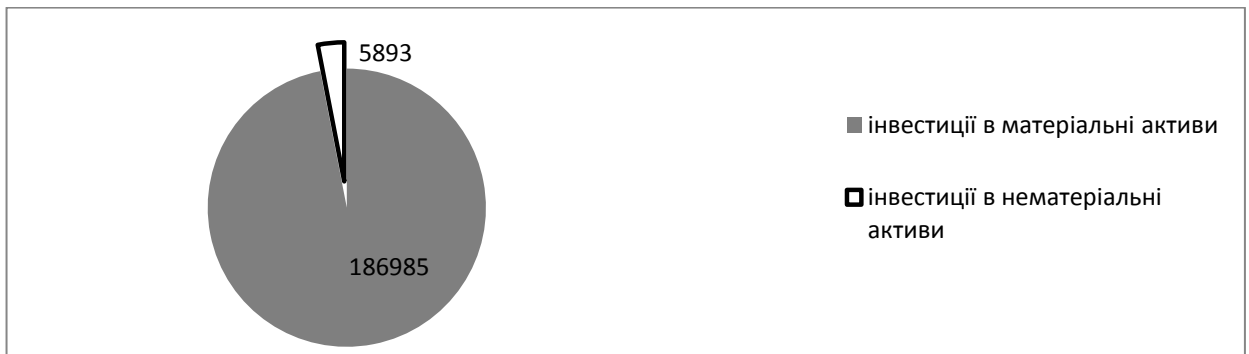 5893
186985
інвестиції в матеріальні активи
інвестиції в нематеріальні
активи